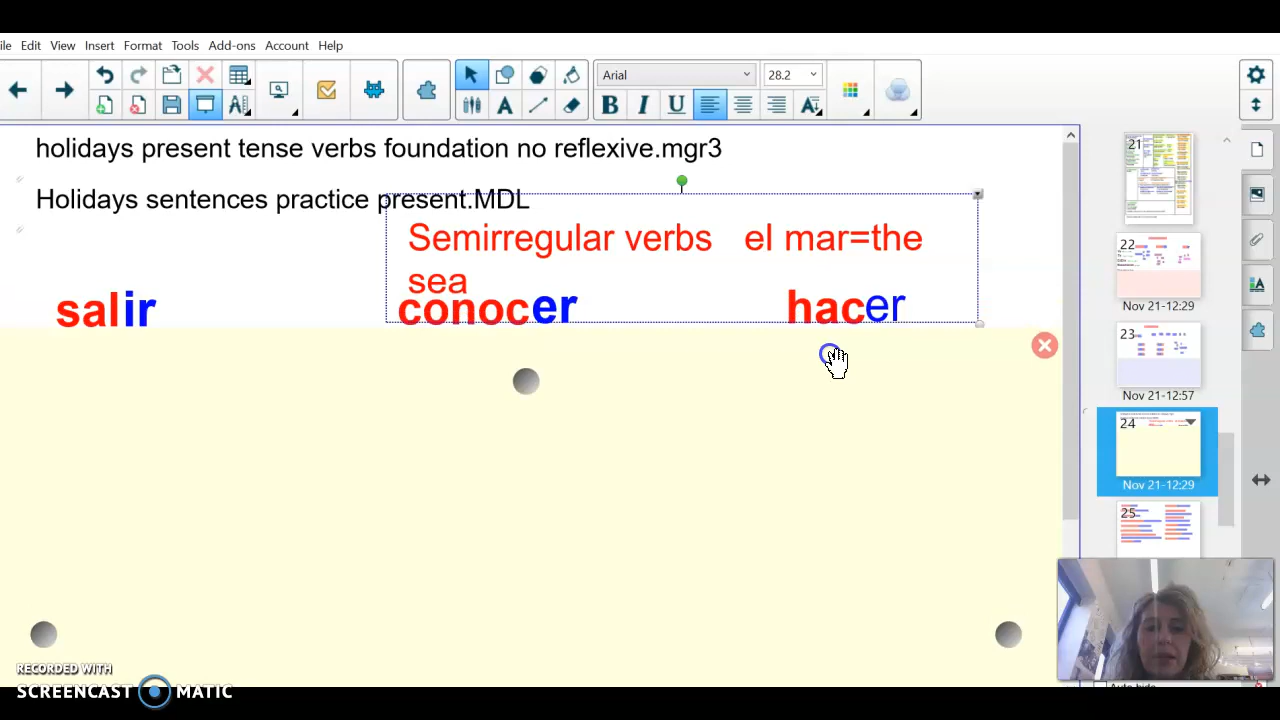 ile Edit View Insert Format Tools Add-ons Account Help
Arial 28.2
B I U A
holidays present tense verbs foundation no reflexive.mgr3
Holidays sentences practice present.MDL
Semirregular verbs el mar=the
sea
salir conocer hacer
21
22
Nov 21-12:29
23
Nov 21-12:57
24
Nov 21-12:29
25
RECORDED WITH
SCREENCAST MATIC